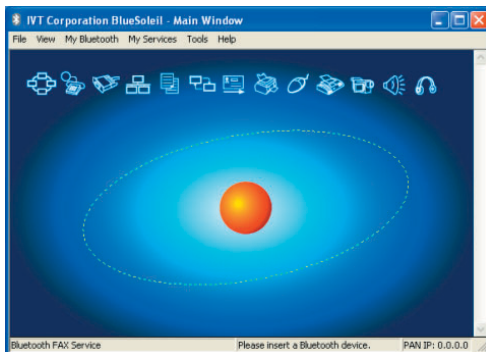 IVT Corporation BlueSoleil - Main Window
File View My Bluetooth My Services Tools Help
Bluetooth FAX Service Please insert a Bluetooth device. PAN IP: 0.0.0.0